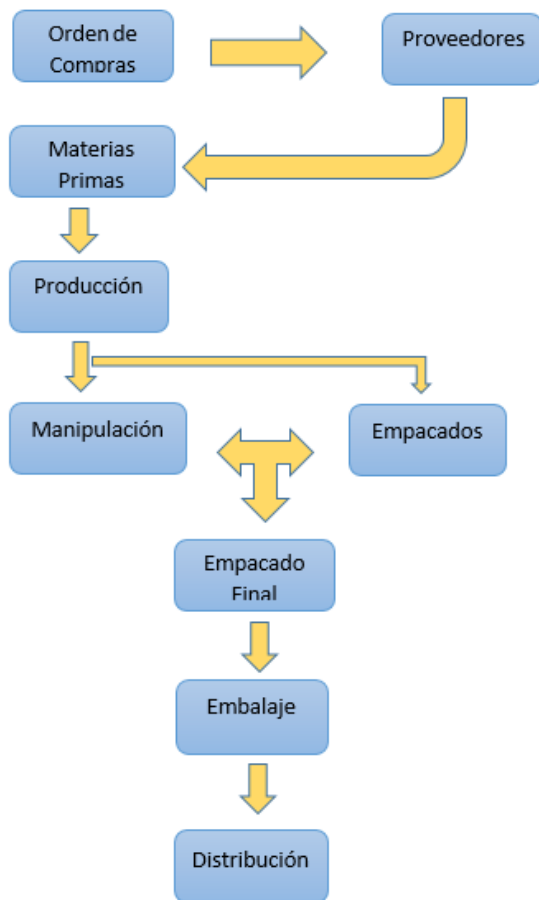 Orden de
Compras
Proveedores
Materias
Primas
Producción
Manipulación
Empacados
Empacado
Final
Embalaje
Distribución